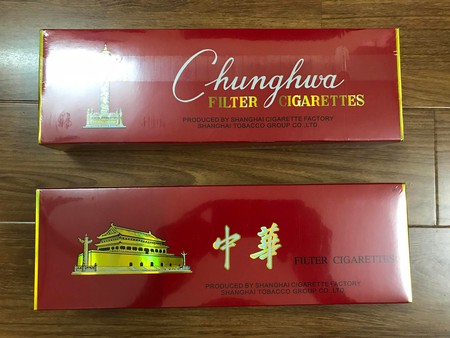 Chunghwa
FILTER CIGARETTES
PRODUCED BY SHANGHAI CIGARETTE FACTORY
SHANGHAI TOBACCO GROUP CO.,LTD.
中華
FILTER CIGARETTES
PRODUCED BY SHANGHAI CIGARETTE FACTORY
SHANGHAI TOBACCO GROUP CO.,LTD.